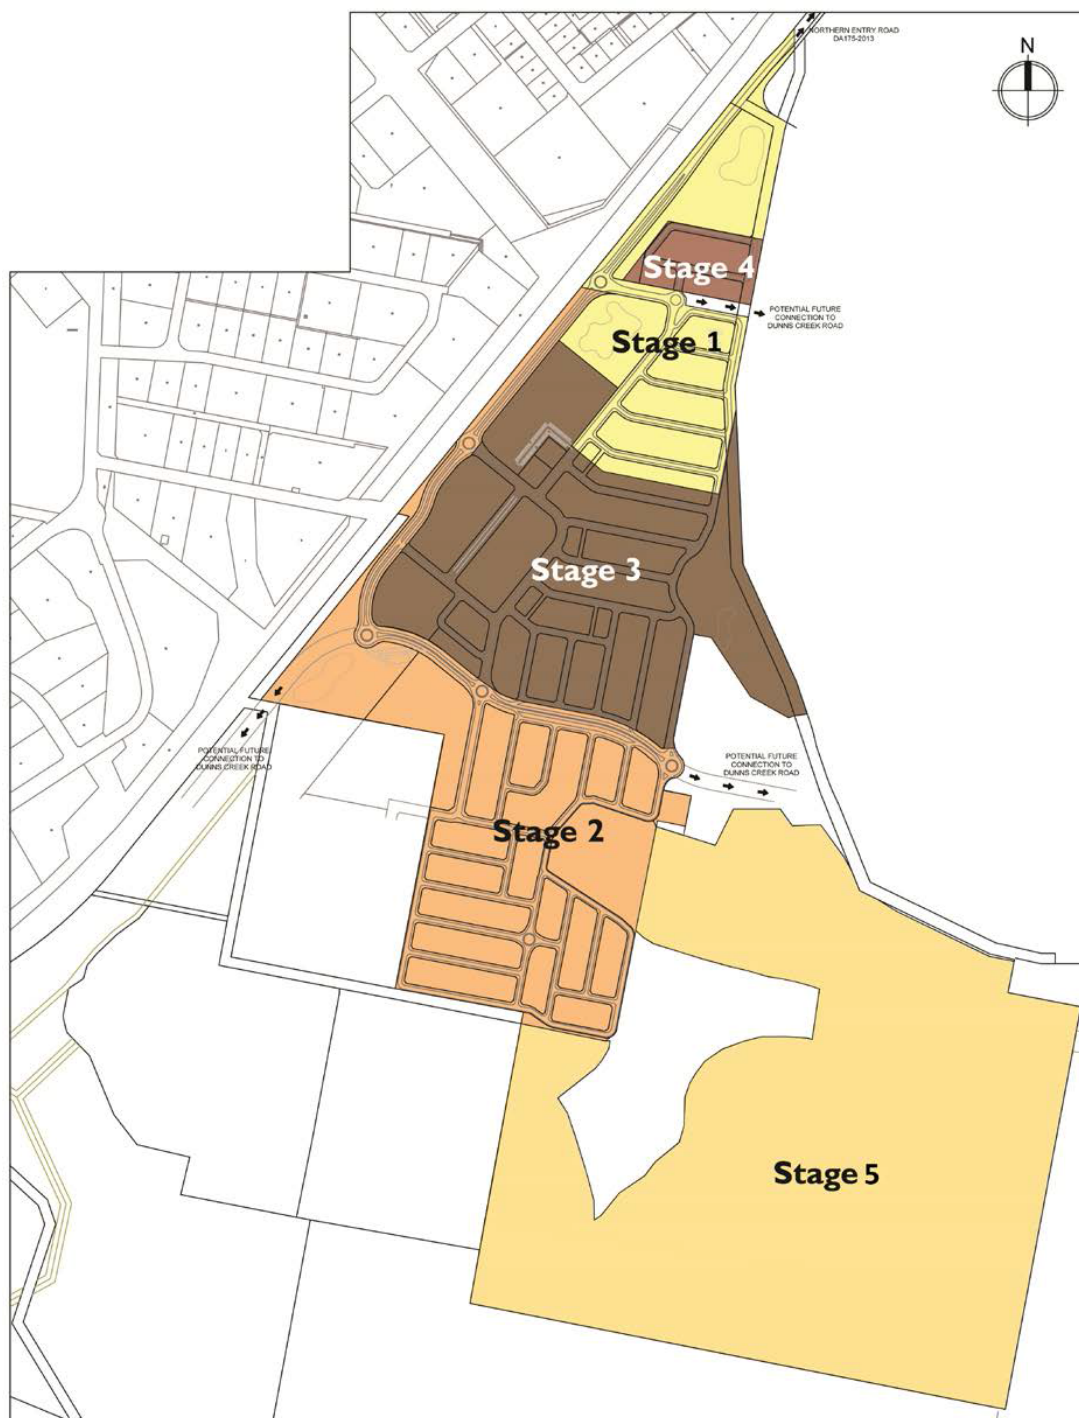 NORTHERN ENTRY ROAD
DA175-2013
N
Stage 4
POTENTIAL FUTURE
CONNECTION TO
DUNNS CREEK ROAD
Stage 1
Stage 3
POTENTIAL FUTURE
CONNECTION TO
DUNNS CREEK ROAD
POTENTIAL FUTURE
CONNECTION TO
DUNNS CREEK ROAD
Stage 2
Stage 5